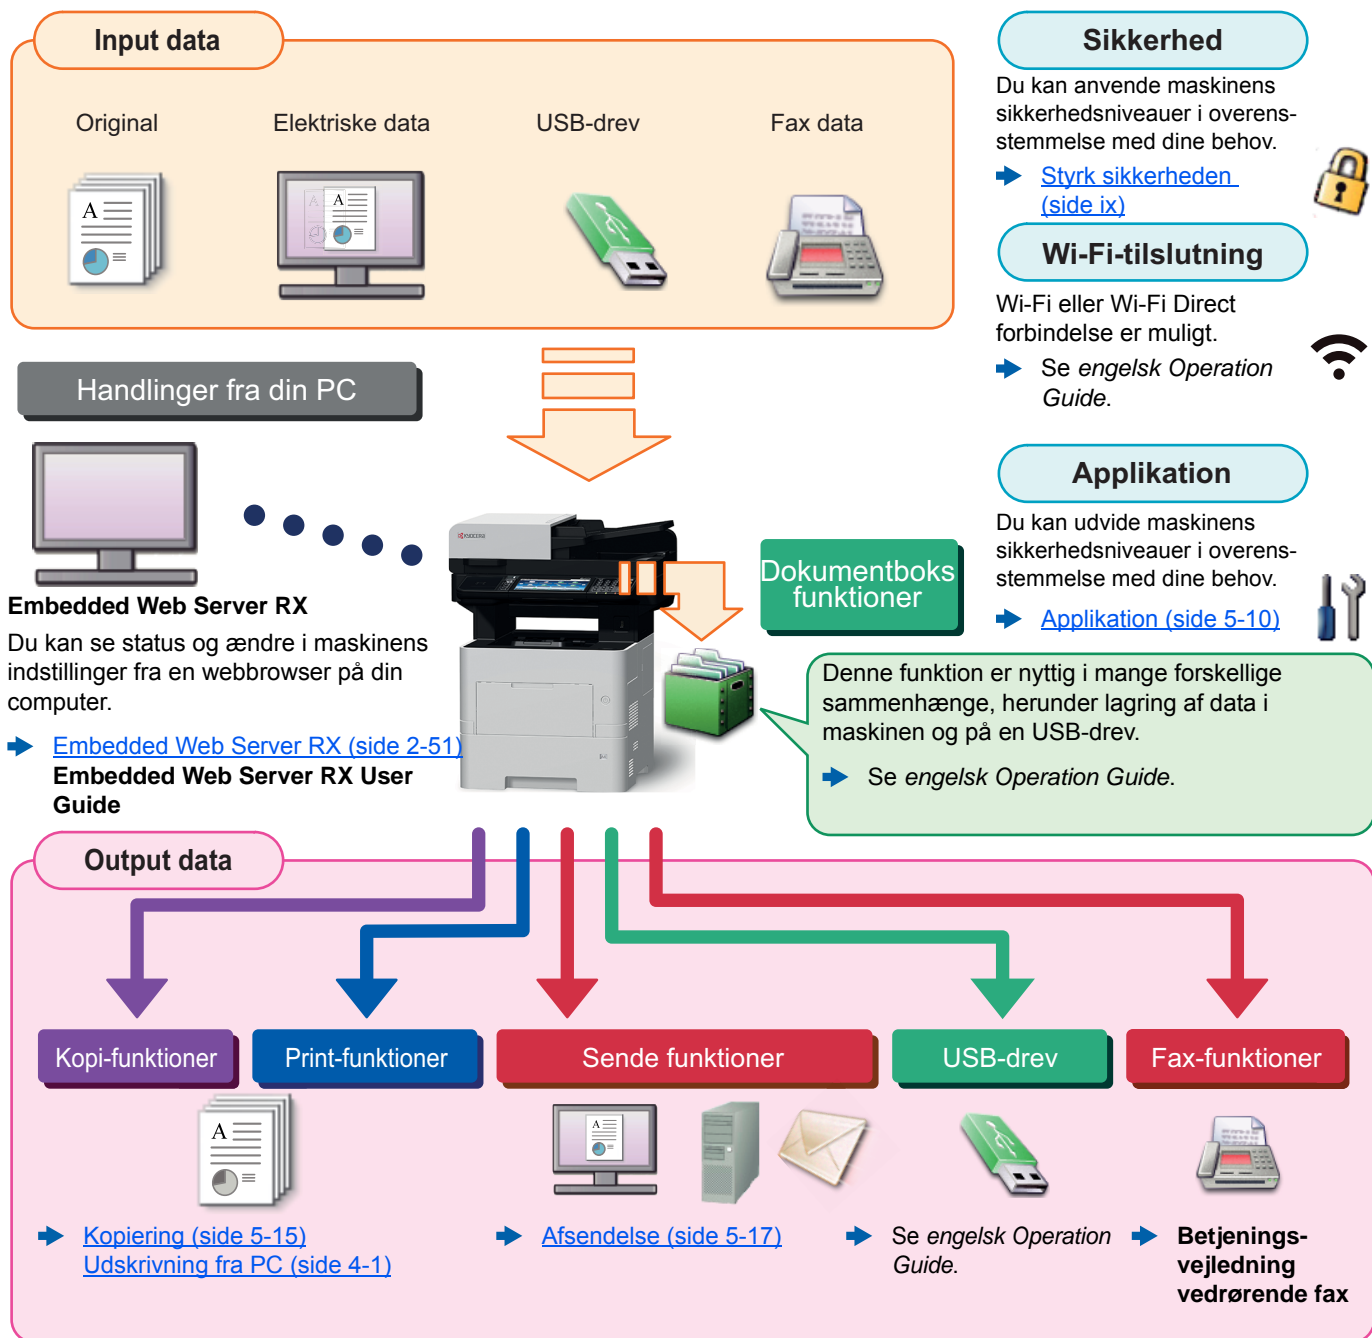 Input data
Original
Elektriske data
USB-drev
Fax data
Sikkerhed
Du kan anvende maskinens
sikkerhedsniveauer i overens-
stemmelse med dine behov.
Styrk sikkerheden
(side ix)
Wi-Fi-tilslutning
Wi-Fi eller Wi-Fi Direct
forbindelse er muligt.
Se engelsk Operation
Guide.
Handlinger fra din PC
Embedded Web Server RX
Du kan se status og ændre i maskinens
indstillinger fra en webbrowser på din
computer.
Embedded Web Server RX (side 2-51)
Embedded Web Server RX User
Guide
KYOCERA
Dokumentboks
funktioner
Applikation
Du kan udvide maskinens
sikkerhedsniveauer i overens-
stemmelse med dine behov.
Applikation (side 5-10)
Denne funktion er nyttig i mange forskellige
sammenhænge, herunder lagring af data i
maskinen og på en USB-drev.
Se engelsk Operation Guide.
Output data
Kopi-funktioner
Print-funktioner
Sende funktioner
USB-drev
Fax-funktioner
A
A
A
Kopiering (side 5-15)
Udskrivning fra PC (side 4-1)
Afsendelse (side 5-17)
Se engelsk Operation
Guide.
Betjenings-
vejledning
vedrørende fax